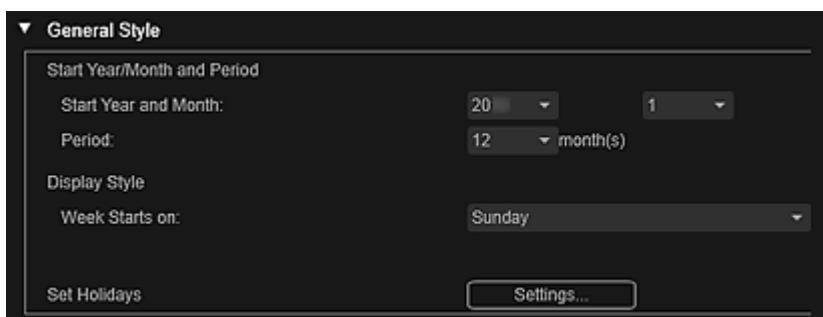 General Style
Start Year/Month and Period
Start Year and Month: 20 1
Period: 12 month(s)
Display Style
Week Starts on: Sunday
Set Holidays Settings...